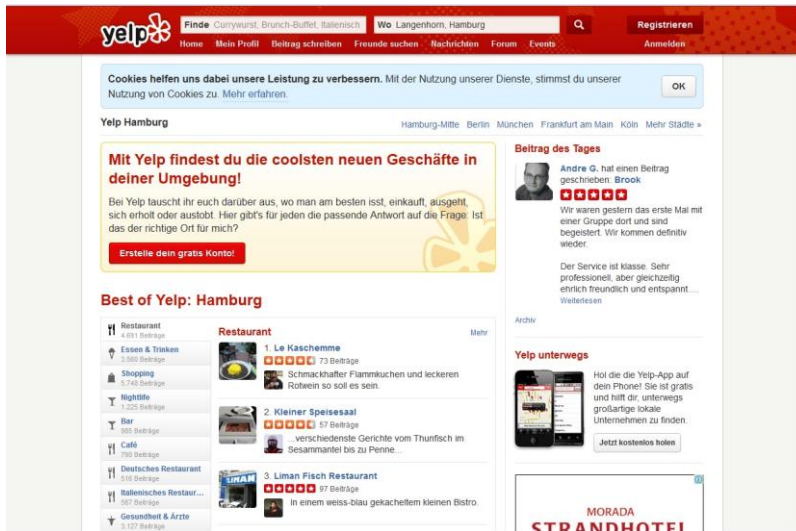 yelp
Finde Currywurst, Brunch-Buffet, Italienisch
Wo Langenhorn, Hamburg
Registrieren
Home Mein Profil Beitrag schreiben Freunde suchen Nachrichten Forum Events
Anmelden
Cookies helfen uns dabei unsere Leistung zu verbessern. Mit der Nutzung unserer Dienste, stimmst du unserer
Nutzung von Cookies zu. Mehr erfahren.
OK
Yelp Hamburg
Hamburg-Mitte Berlin München Frankfurt am Main Köln Mehr Städte »
Mit Yelp findest du die coolsten neuen Geschäfte in
deiner Umgebung!
Bei Yelp tauscht ihr euch darüber aus, wo man am besten isst, einkauft, ausgeht,
sich erholt oder austobt. Hier gibt's für jeden die passende Antwort auf die Frage: Ist
das der richtige Ort für mich?
Erstelle dein gratis Konto!
Beitrag des Tages
Andre G. hat einen Beitrag
geschrieben: Brook
Wir waren gestern das erste Mal mit
einer Gruppe dort und sind
begeistert. Wir kommen definitiv
wieder.
Der Service ist klasse. Sehr
professionell, aber gleichzeitig
ehrlich freundlich und entspannt....
Weiterlesen
Archiv
Best of Yelp: Hamburg
Restaurant
4.691 Beiträge
Essen & Trinken
3.560 Beiträge
Shopping
5.748 Beiträge
Nightlife
1.225 Beiträge
Bar
985 Beiträge
Café
790 Beiträge
Deutsches Restaurant
516 Beiträge
Italienisches Restaur...
567 Beiträge
Gesundheit & Ärzte
3.127 Beiträge
Restaurant
Mehr
1. Le Kaschemme
73 Beiträge
Schmackhafter Flammkuchen und leckeren
Rotwein so soll es sein.
2. Kleiner Speisesaal
57 Beiträge
...verschiedenste Gerichte vom Thunfisch im
Sesammantel bis zu Penne...
3. Liman Fisch Restaurant
97 Beiträge
In einem weiss-blau gekacheltem kleinen Bistro.
LIMAN
Yelp unterwegs
Hol die die Yelp-App auf
dein Phone! Sie ist gratis
und hilft dir, unterwegs
großartige lokale
Unternehmen zu finden.
Jetzt kostenlos holen
MORADA
STRANDHOTEL